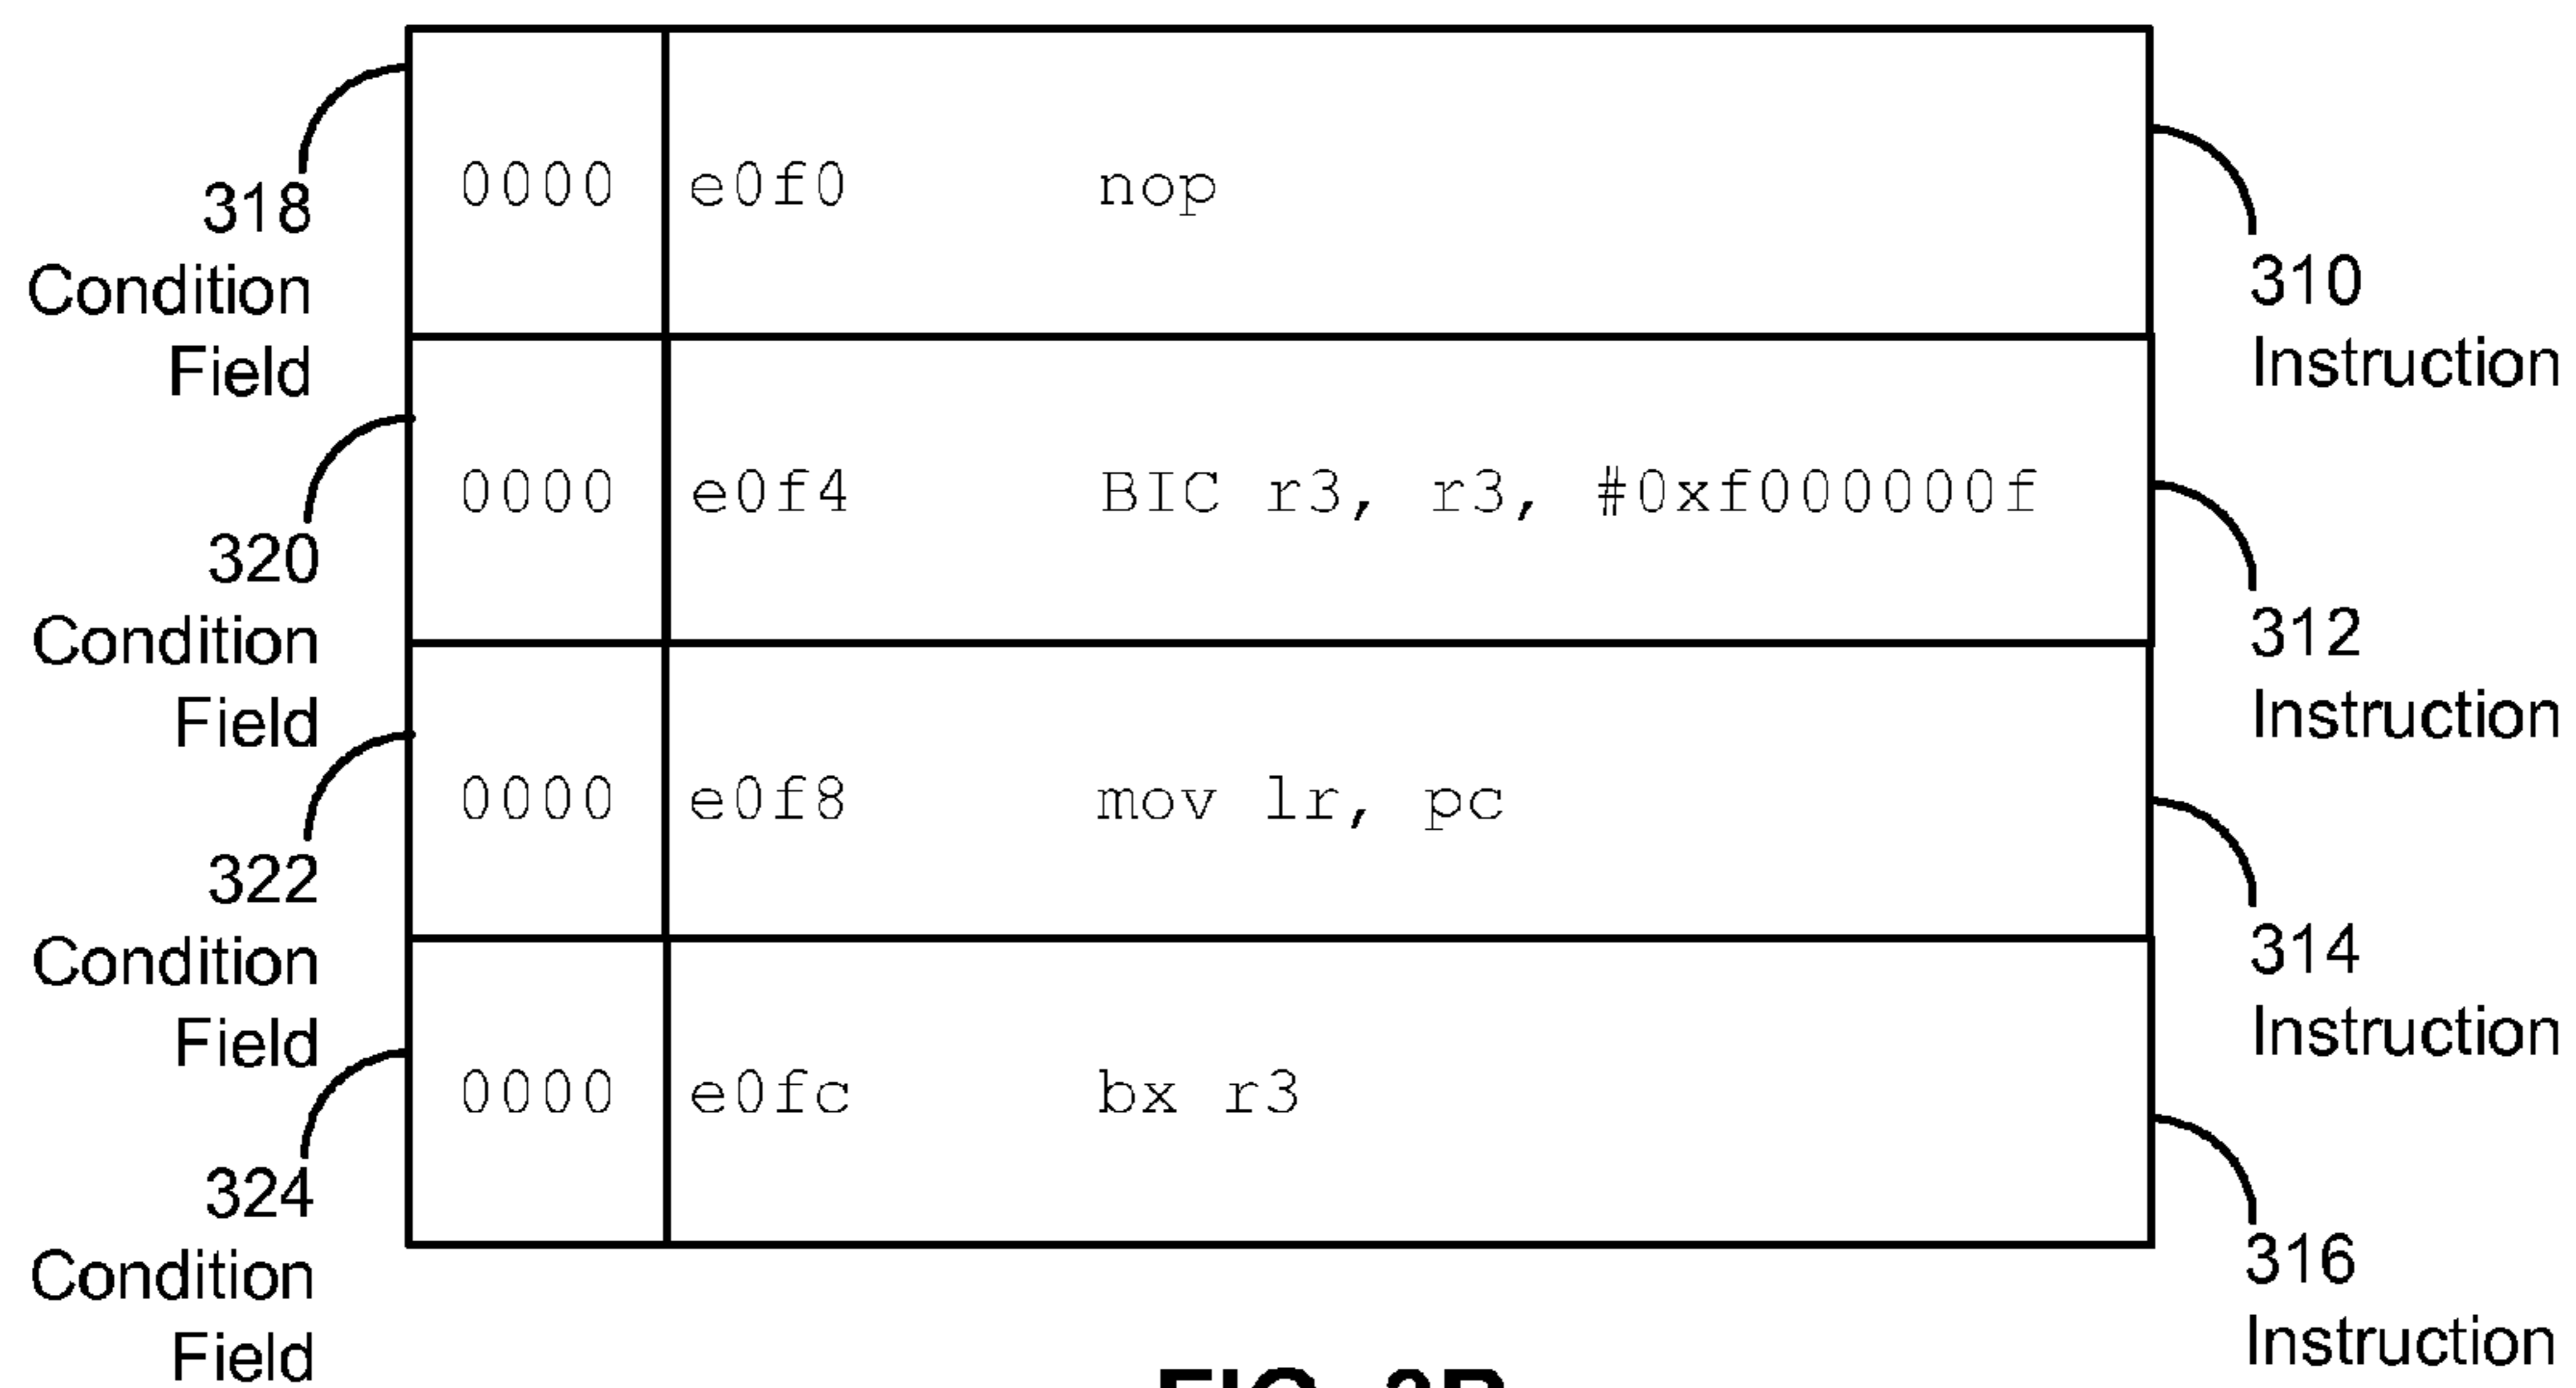 0000 e0f0 nop
318
Condition
Field
310
Instruction
0000 e0f4 BIC r3, r3, #0xf000000f
320
Condition
Field
312
Instruction
0000 e0f8 mov lr, pc
322
Condition
Field
314
Instruction
0000 e0fc bx r3
324
Condition
Field
316
Instruction